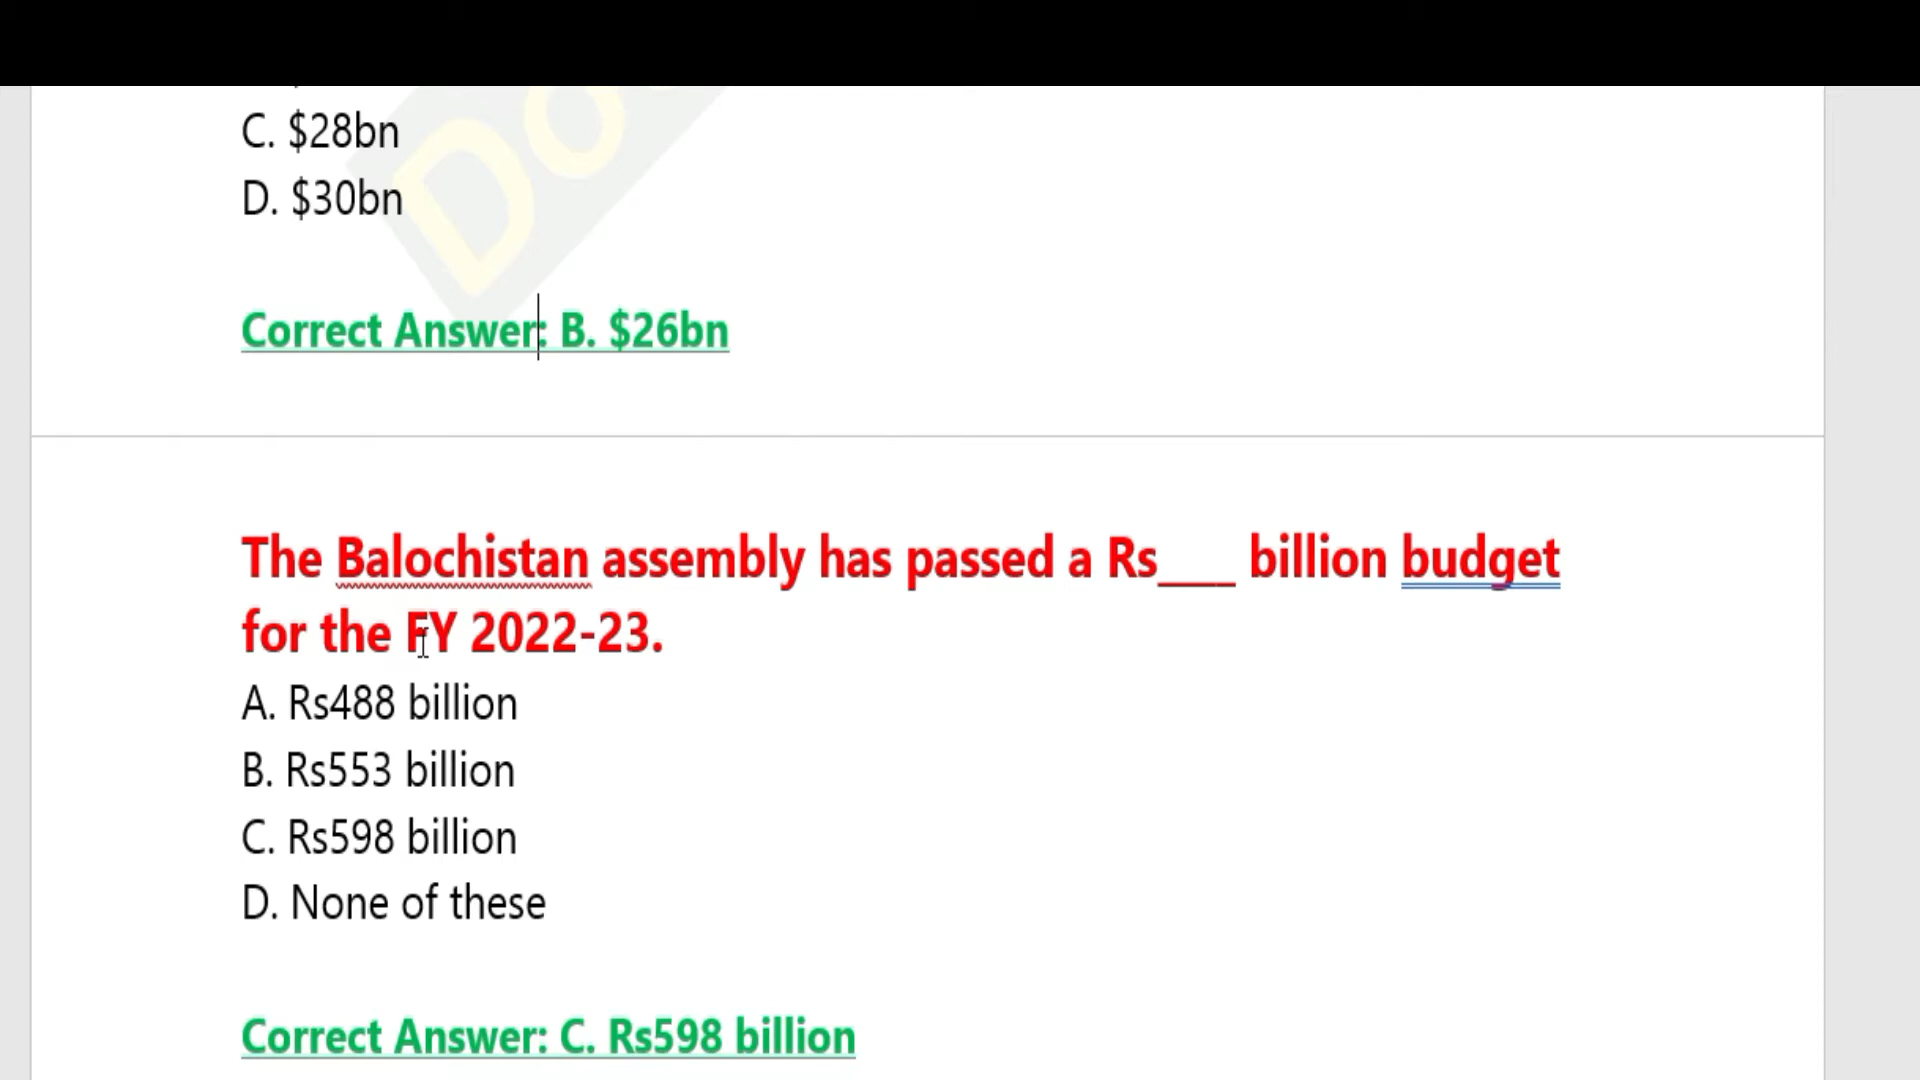 C. $28bn
D. $30bn
Correct Answer: B. $26bn
The Balochistan assembly has passed a Rs___ billion budget
for the FY 2022-23.
A. Rs488 billion
B. Rs553 billion
C. Rs598 billion
D. None of these
Correct Answer: C. Rs598 billion